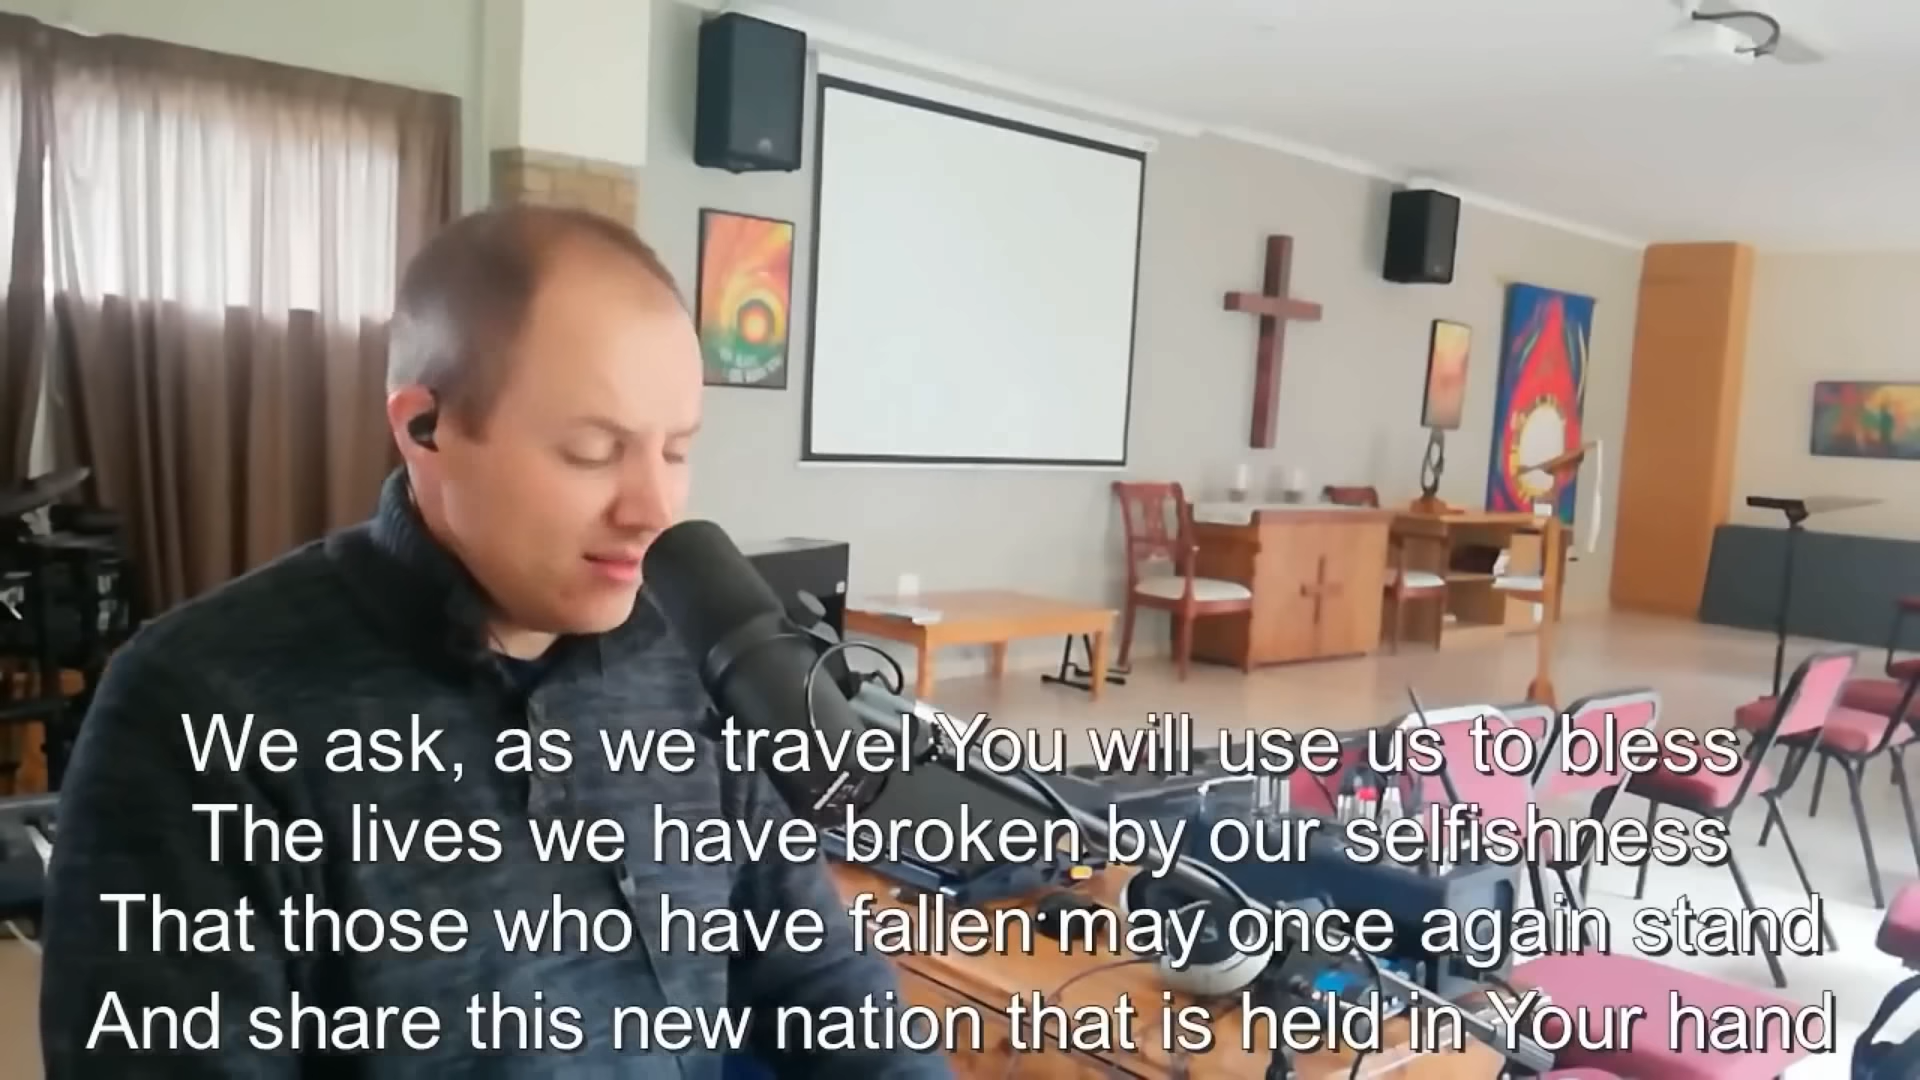 We ask, as we travel You will use us to bless
The lives we have broken by our selfishness
That those who have fallen may once again stand
And share this new nation that is held in Your hand